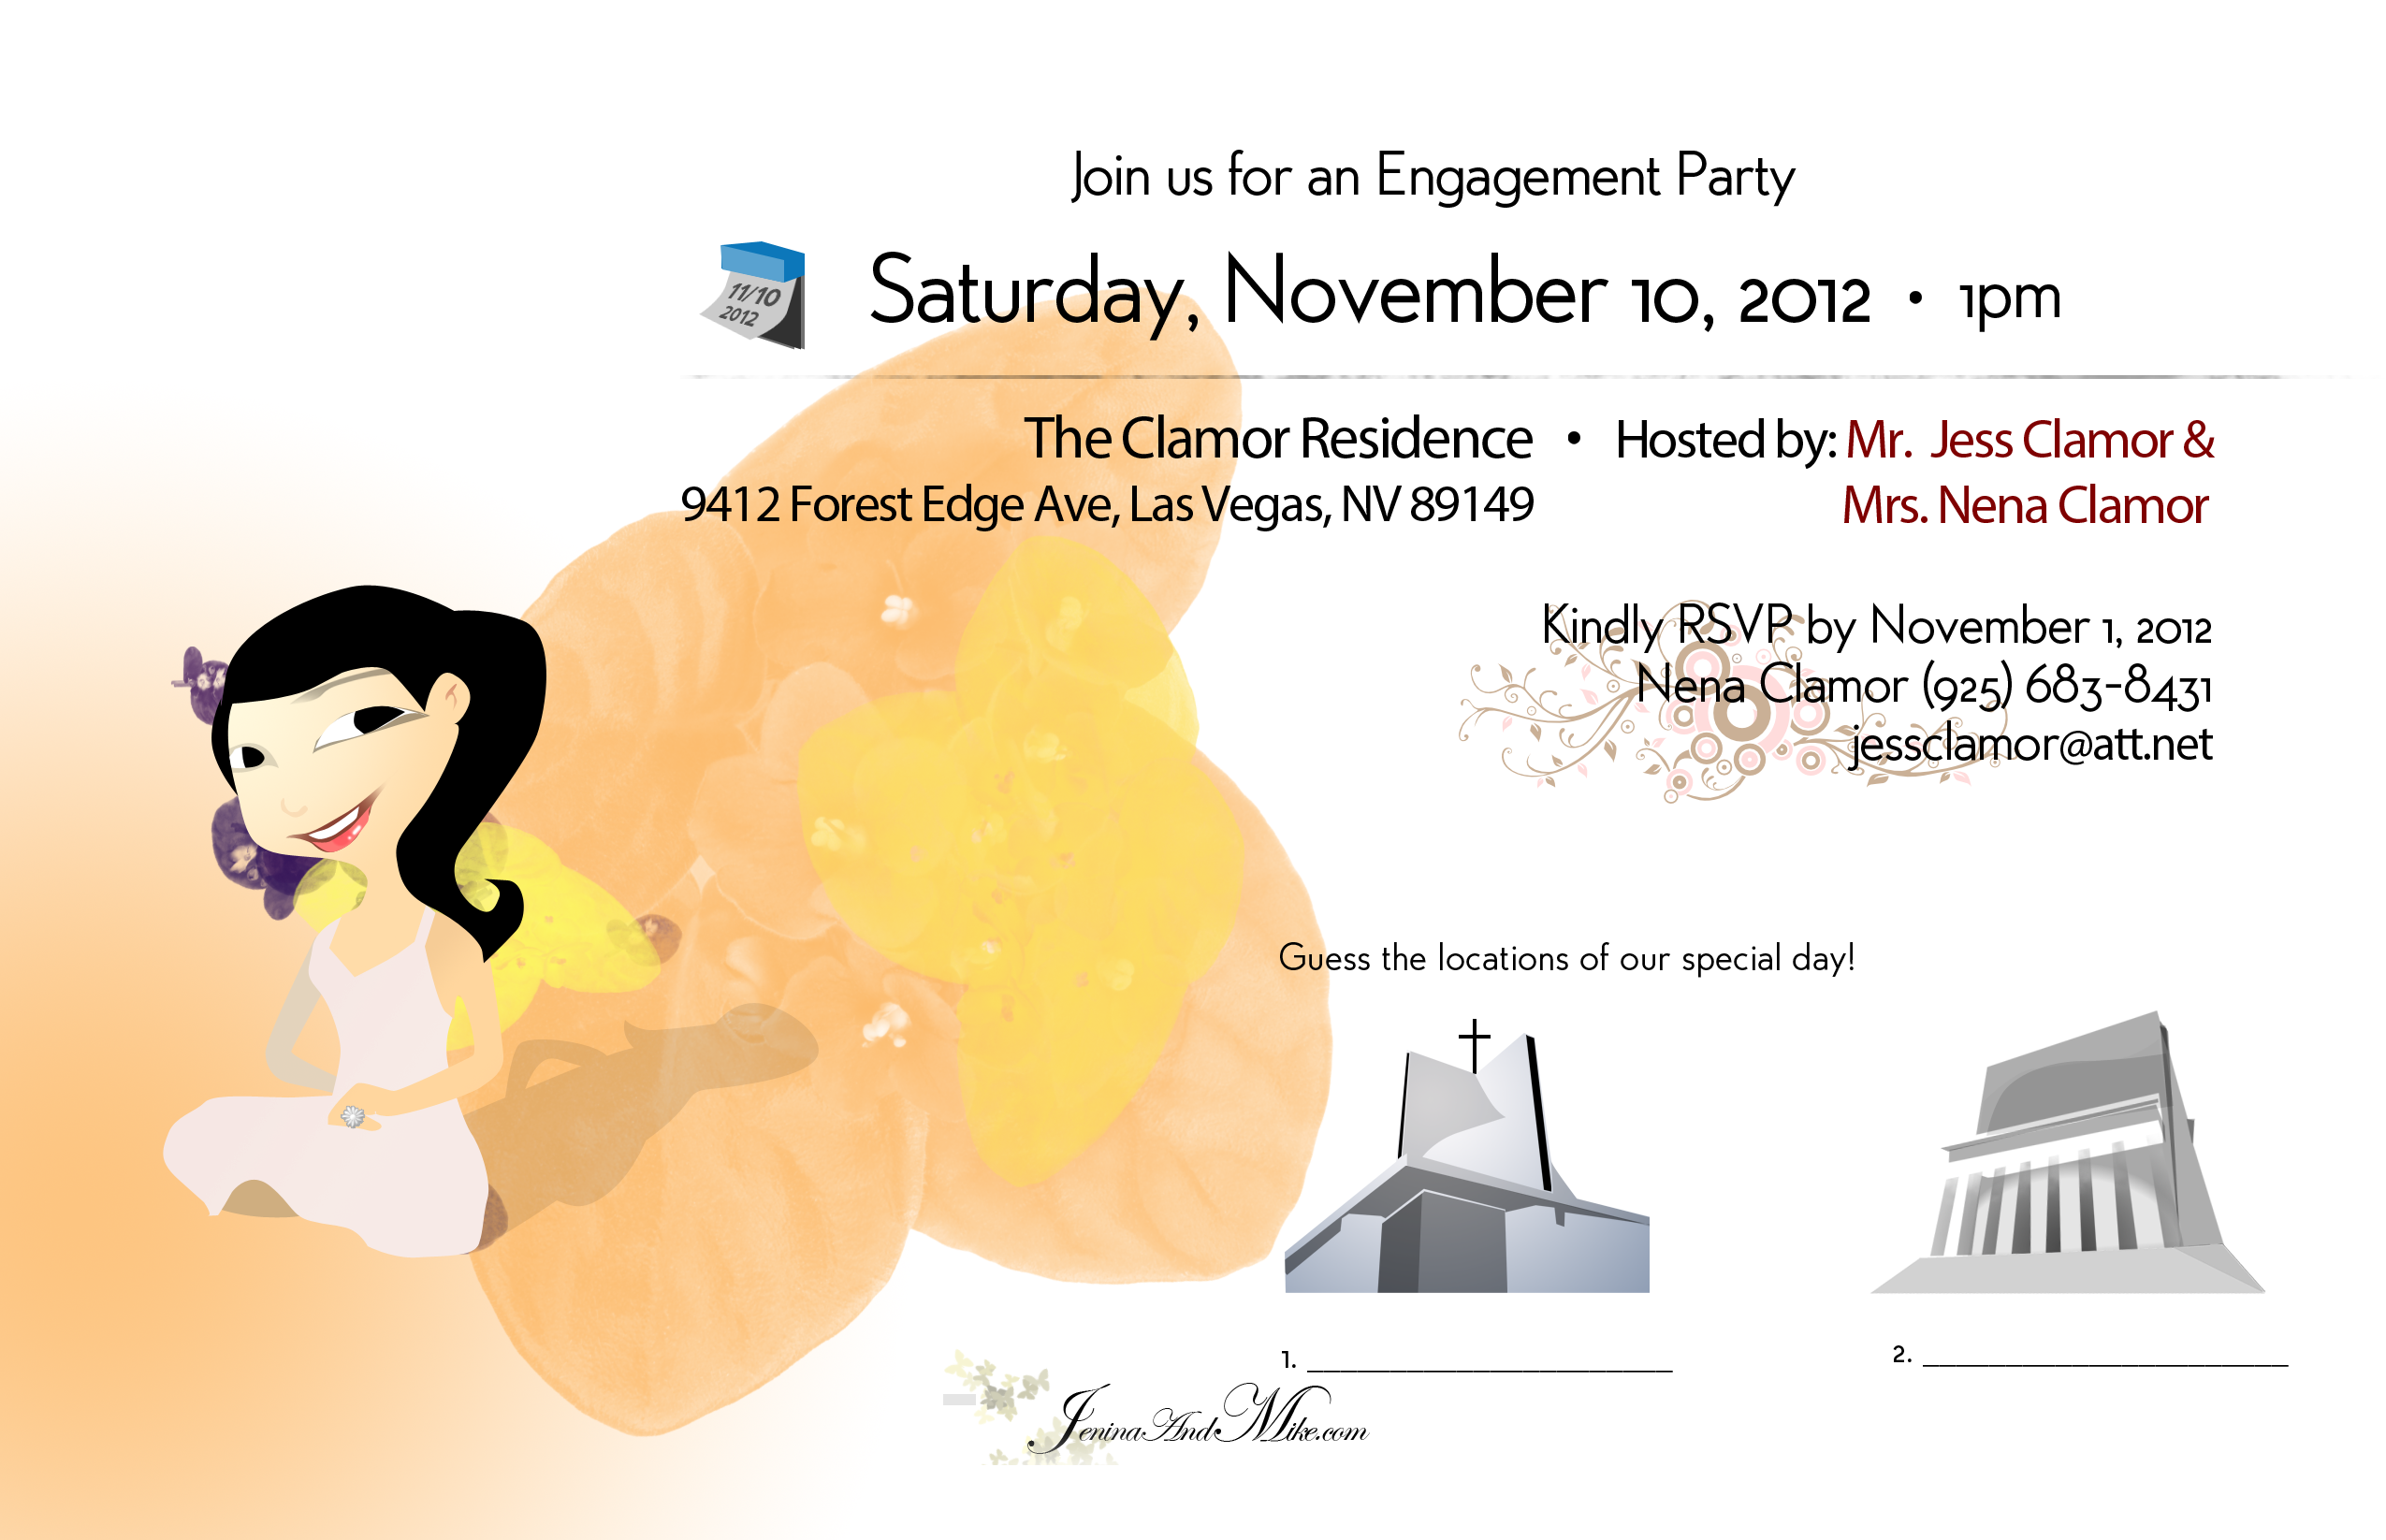 Join us for an Engagement Party
11/10
2012
Saturday, November 10, 2012 • 1pm
The Clamor Residence • Hosted by: Mr. Jess Clamor &
9412 Forest Edge Ave, Las Vegas, NV 89149 Mrs. Nena Clamor
Kindly RSVP by November 1, 2012
Nena Clamor (925) 683-8431
jessclamor@att.net
Guess the locations of our special day!
1. ______________________
2. ______________________
JeninaAndMike.com